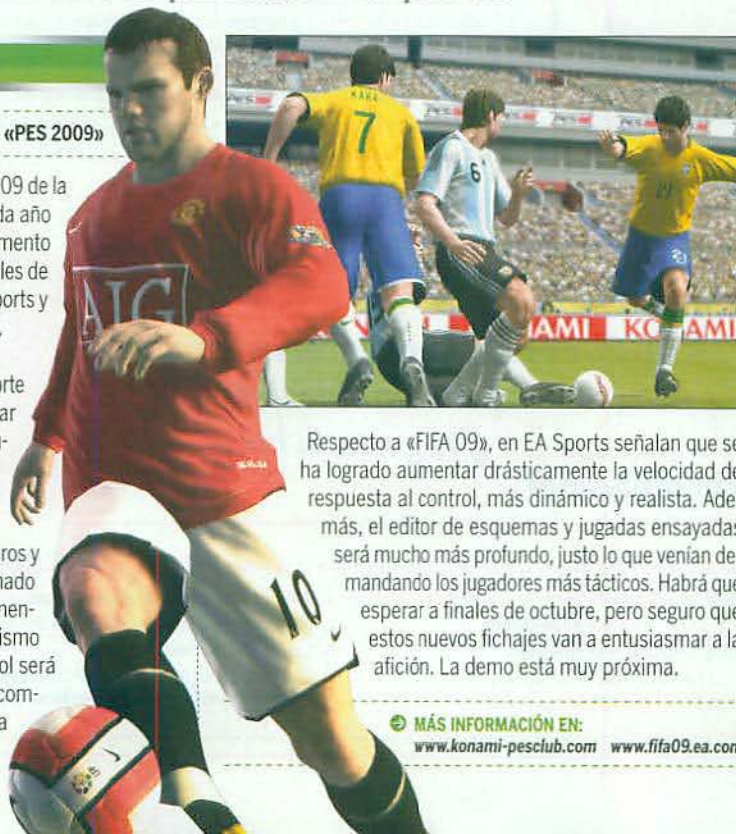 «PES 2009»
09 de la
da año
mento
les de
ports y
orte
ar
ros y
nado
men-
ismo
ol será
com-
a
AIG
10
KAKÁ
7
6
21
KONAMI
Respecto a «FIFA 09», en EA Sports señalan que se
ha logrado aumentar drásticamente la velocidad de
respuesta al control, más dinámico y realista. Ade
más, el editor de esquemas y jugadas ensayadas
será mucho más profundo, justo lo que venían de
mandando los jugadores más tácticos. Habrá que
esperar a finales de octubre, pero seguro que
estos nuevos fichajes van a entusiasmar a la
afición. La demo está muy próxima.
MÁS INFORMACIÓN EN:
www.konami-pesclub.com www.fifa09.ea.com